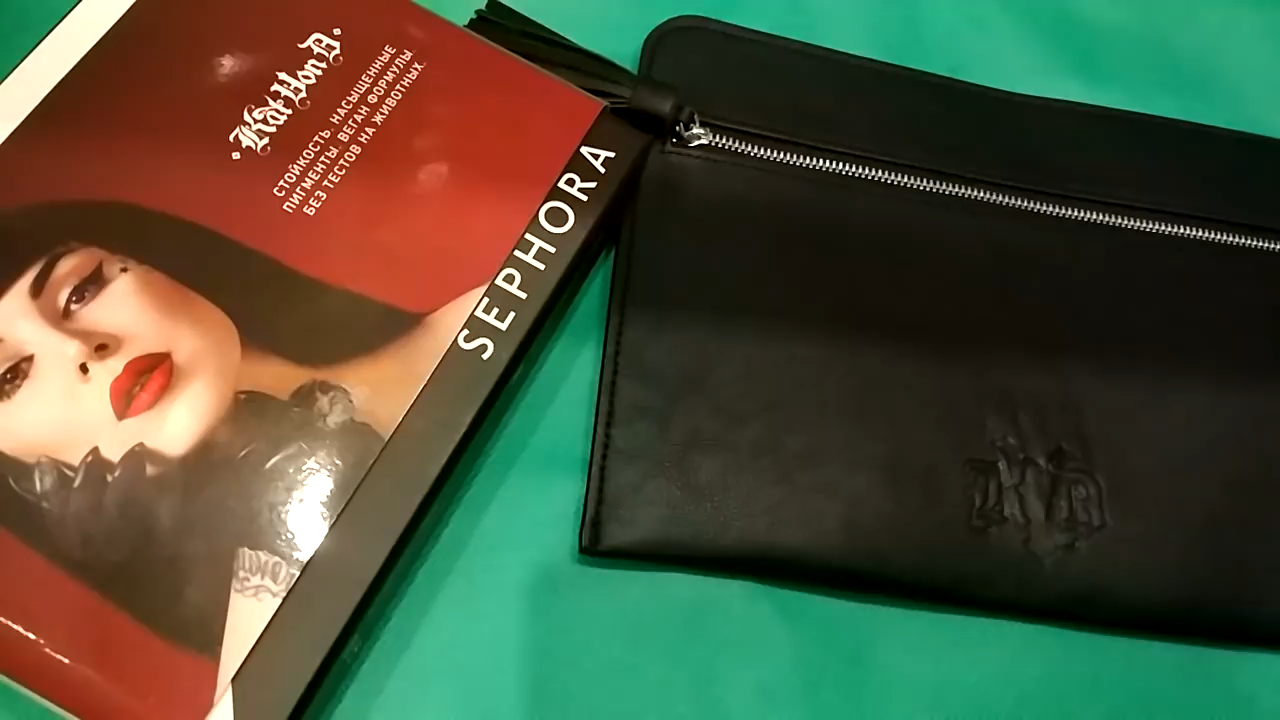 Kat Von D
СТОЙКОСТЬ. НАСЫЩЕННЫЕ
ПИГМЕНТЫ. ВЕГАН ФОРМУЛЫ.
БЕЗ ТЕСТОВ НА ЖИВОТНЫХ.
SEPHORA